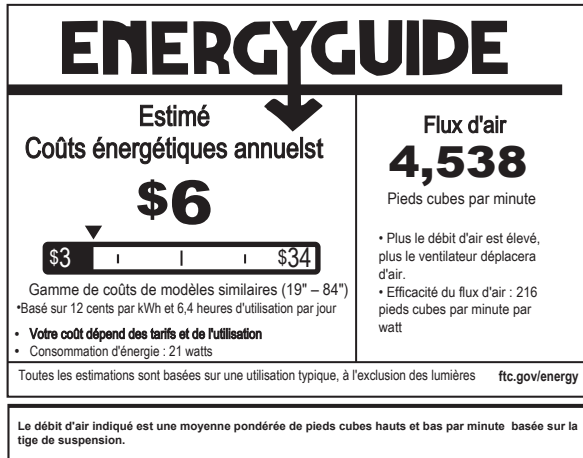 ENERGYGUIDE
Estimé
Coûts énergétiques annuelst
$6
$3
$34
Gamme de coûts de modèles similaires (19" – 84")
•Basé sur 12 cents par kWh et 6,4 heures d'utilisation par jour
• Votre coût dépend des tarifs et de l'utilisation
• Consommation d'énergie : 21 watts
Flux d'air
4,538
Pieds cubes par minute
• Plus le débit d'air est élevé,
plus le ventilateur déplacera
d'air.
• Efficacité du flux d'air : 216
pieds cubes par minute par
watt
Toutes les estimations sont basées sur une utilisation typique, à l'exclusion des lumières
ftc.gov/energy
Le débit d'air indiqué est une moyenne pondérée de pieds cubes hauts et bas par minute basée sur la
tige de suspension.